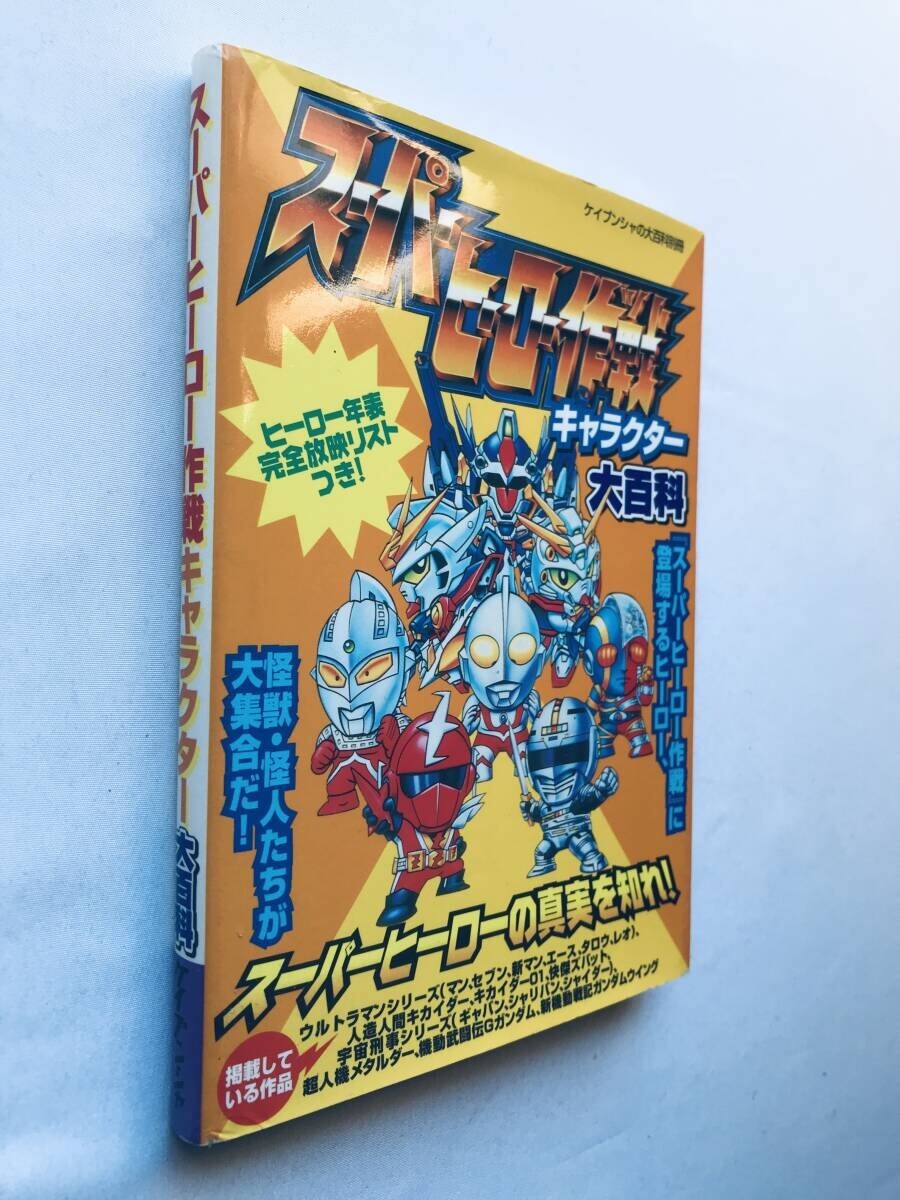 スーパーヒーロー作戦キャラクター大百科
ケイブンシャの大百科別冊
スーパーヒーロー作戦
キャラクター
大百科
ヒーロー年表
完全放映リスト
つき！
『スーパーヒーロー作戦』に
登場するヒーロー、
怪獣・怪人たちが
大集合だ！
スーパーヒーローの真実を知れ！
掲載して
いる作品
ウルトラマンシリーズ(マン、セブン、新マン、エース、タロウ、レオ)、
人造人間キカイダー、キカイダー01、快傑ズバット、
宇宙刑事シリーズ(ギャバン、シャリバン、シャイダー)、
超人機メタルダー、機動武闘伝Gガンダム、新機動戦記ガンダムウイング